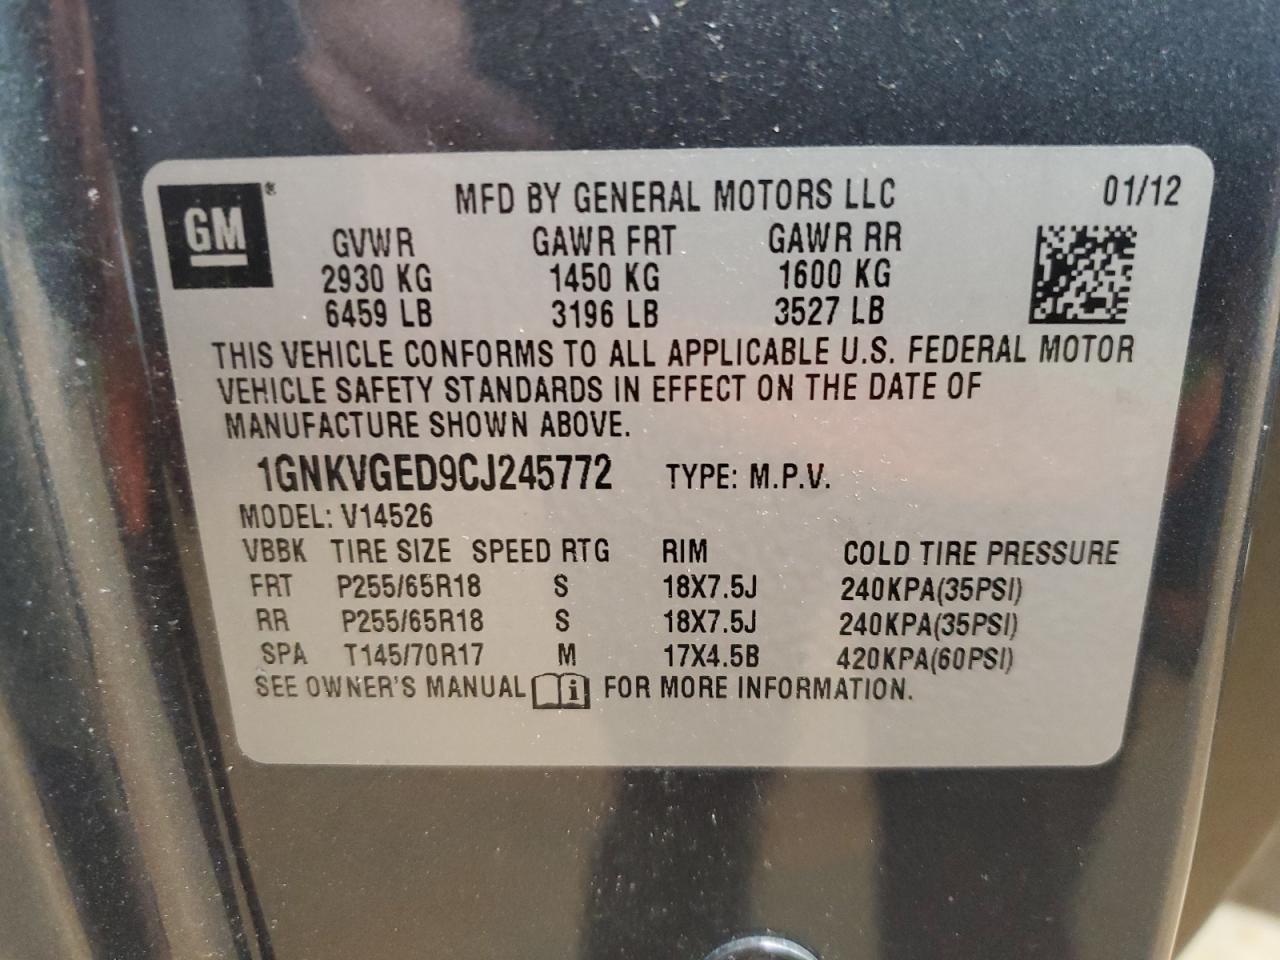 GM ® MFD BY GENERAL MOTORS LLC 01/12
GVWR GAWR FRT GAWR RR
2930 KG 1450 KG 1600 KG
6459 LB 3196 LB 3527 LB
THIS VEHICLE CONFORMS TO ALL APPLICABLE U.S. FEDERAL MOTOR
VEHICLE SAFETY STANDARDS IN EFFECT ON THE DATE OF
MANUFACTURE SHOWN ABOVE.
1GNKVGED9CJ245772 TYPE: M.P.V.
MODEL: V14526
VBBK TIRE SIZE SPEED RTG RIM COLD TIRE PRESSURE
FRT P255/65R18 S 18X7.5J 240KPA(35PSI)
RR P255/65R18 S 18X7.5J 240KPA(35PSI)
SPA T145/70R17 M 17X4.5B 420KPA(60PSI)
SEE OWNER'S MANUAL i FOR MORE INFORMATION.